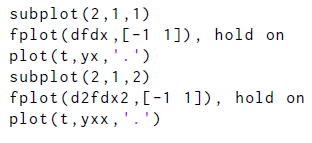 subplot(2,1,1)
fplot(dfdx,[-1 1]), hold on
plot(t,yx,'.')
subplot(2,1,2)
fplot(d2fdx2,[-1 1]), hold on
plot(t,yxx,'.')